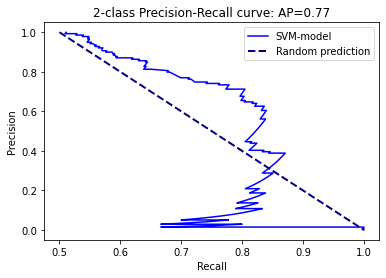 2-class Precision-Recall curve: AP=0.77
SVM-model
Random prediction
Precision
1.0
0.8
0.6
0.4
0.2
0.0
0.5 0.6 0.7 0.8 0.9 1.0
Recall